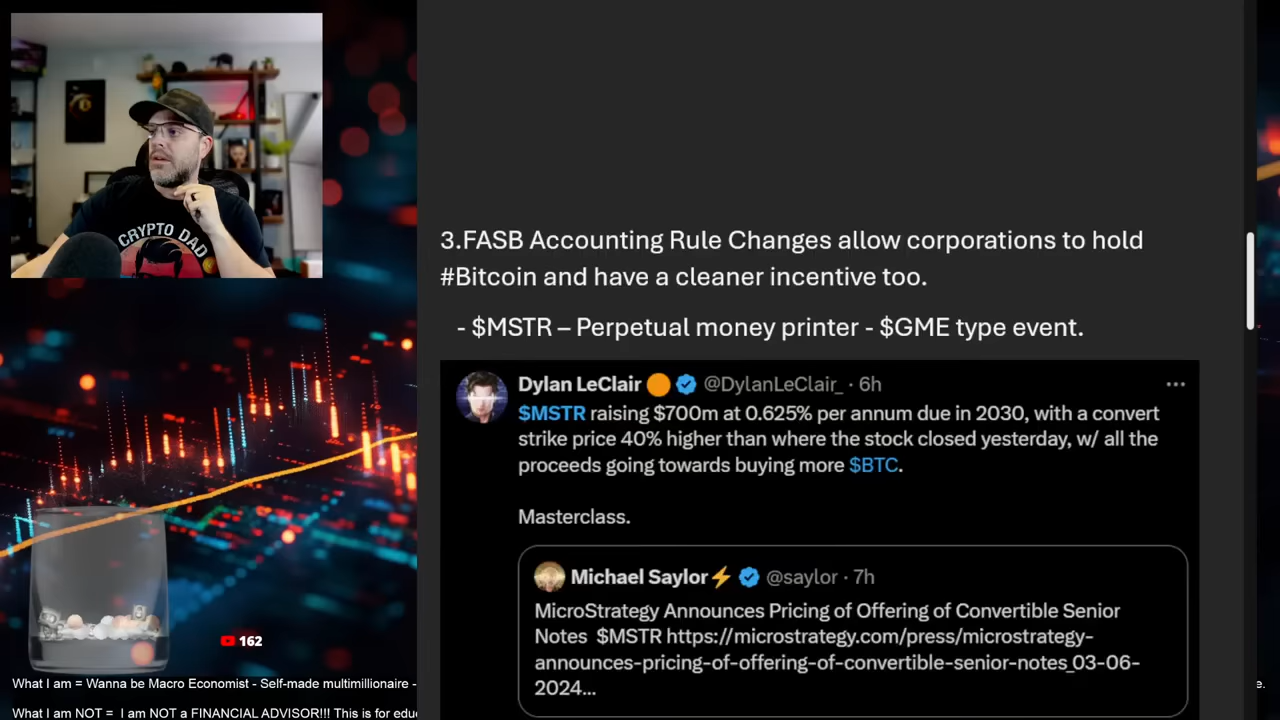 CRYPTO DAD
3.FASB Accounting Rule Changes allow corporations to hold
#Bitcoin and have a cleaner incentive too.
- $MSTR – Perpetual money printer - $GME type event.
Dylan LeClair @DylanLeClair_ · 6h
$MSTR raising $700m at 0.625% per annum due in 2030, with a convert
strike price 40% higher than where the stock closed yesterday, w/ all the
proceeds going towards buying more $BTC.
Masterclass.
Michael Saylor⚡ @saylor · 7h
MicroStrategy Announces Pricing of Offering of Convertible Senior
Notes $MSTR https://microstrategy.com/press/microstrategy-
announces-pricing-of-offering-of-convertible-senior-notes_03-06-
2024...
162
What I am = Wanna be Macro Economist - Self-made multimillionaire -
What I am NOT = I am NOT a FINANCIAL ADVISOR!!! This is for educ